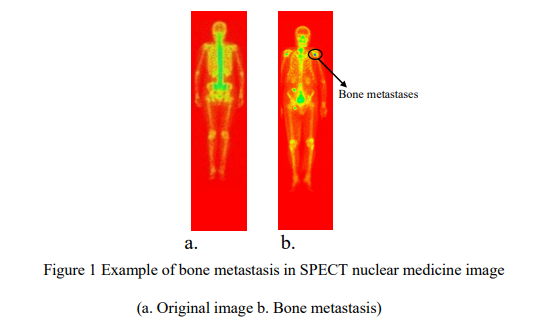 Bone metastases
a.
b.
Figure 1 Example of bone metastasis in SPECT nuclear medicine image
(a. Original image b. Bone metastasis)